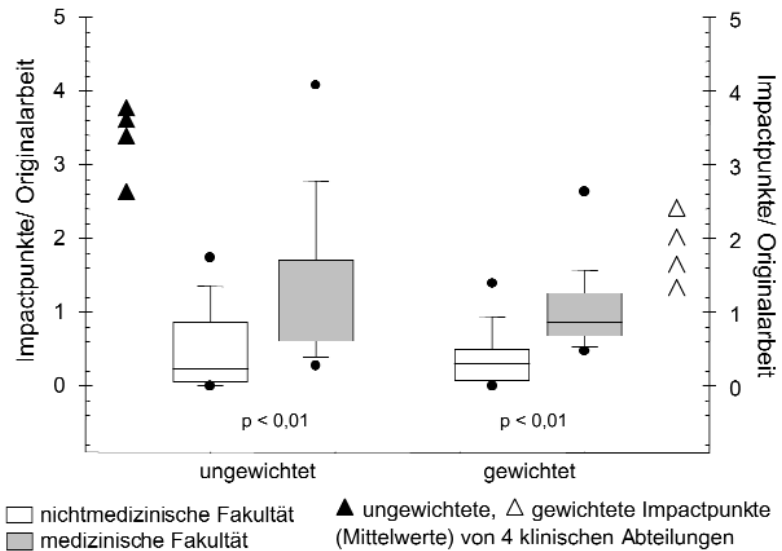 Impactpunkte/ Originalarbeit
5
4
3
2
1
0
5
4
3
2
1
0
Impactpunkte/ Originalarbeit
p < 0,01
p < 0,01
ungewichtet
gewichtet
nichtmedizinische Fakultät
medizinische Fakultät
▲ ungewichtete, △ gewichtete Impactpunkte
(Mittelwerte) von 4 klinischen Abteilungen